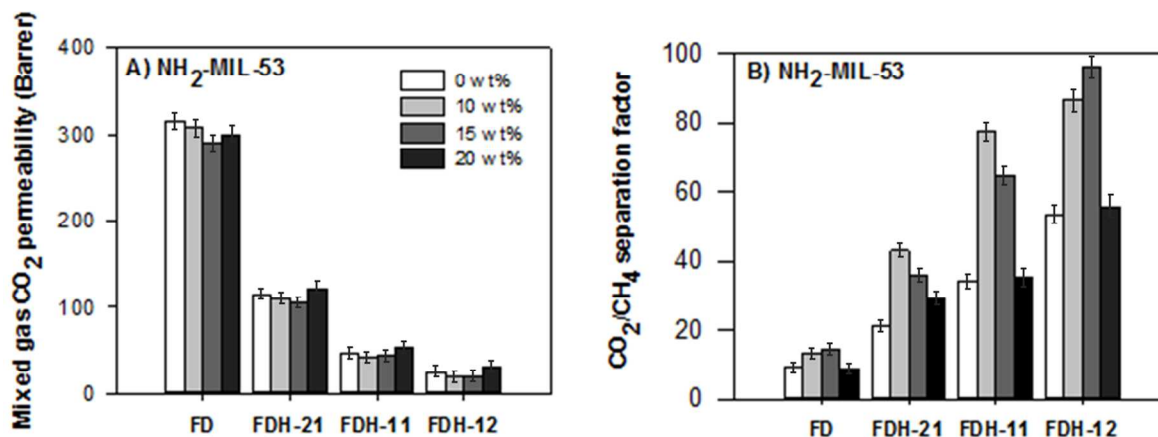 Mixed gas CO2 permeability (Barrer)
400
300
200
100
0
A) NH2-MIL-53
0 wt%
10 wt%
15 wt%
20 wt%
FD FDH-21 FDH-11 FDH-12
CO2/CH4 separation factor
100
80
60
40
20
0
B) NH2-MIL-53
FD FDH-21 FDH-11 FDH-12